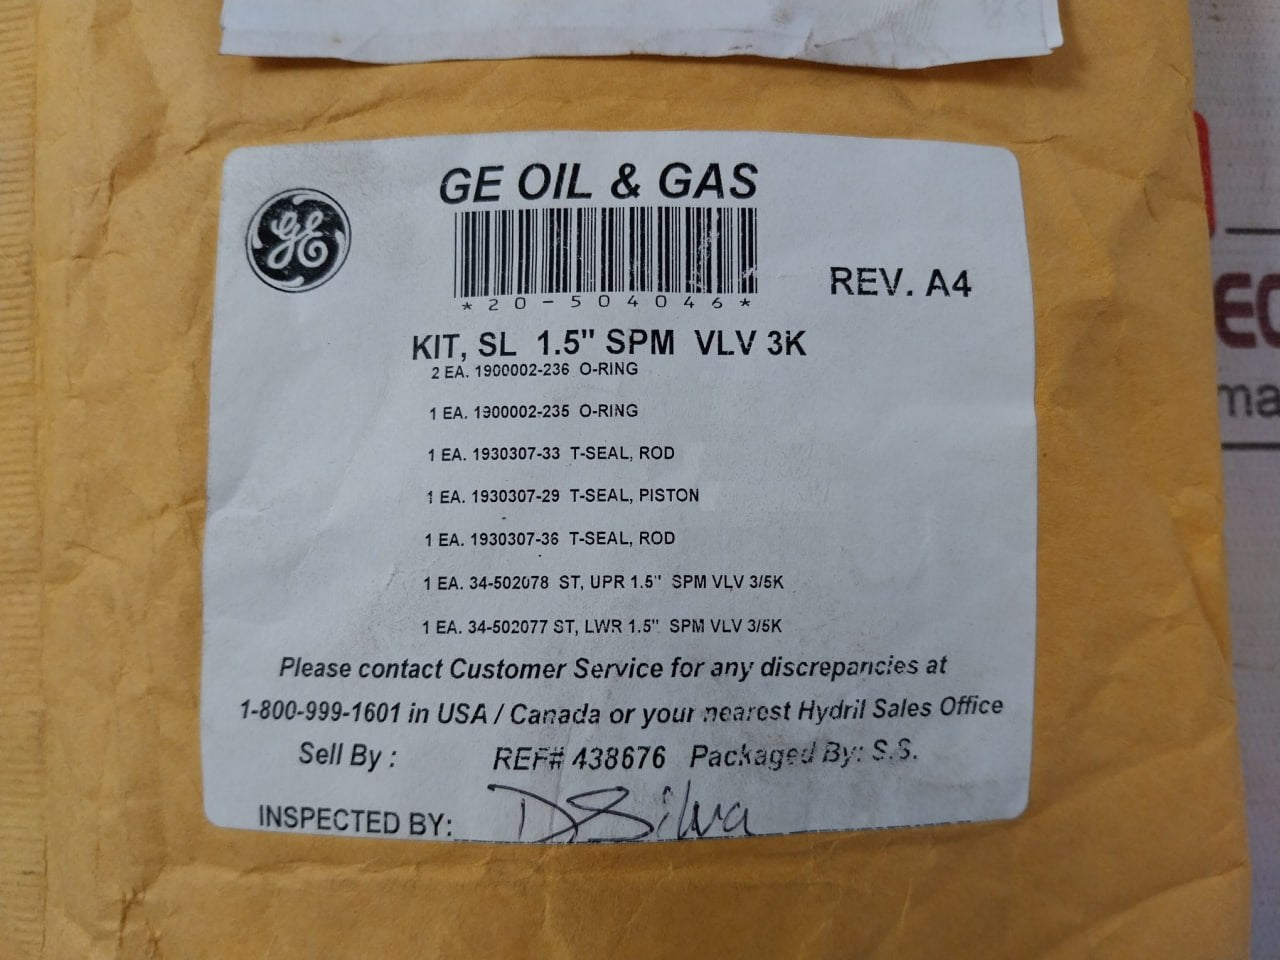 GE OIL & GAS
GE
*20-504046*
REV. A4
KIT, SL 1.5" SPM VLV 3K
2 EA. 1900002-236 O-RING
1 EA. 1900002-235 O-RING
1 EA. 1930307-33 T-SEAL, ROD
1 EA. 1930307-29 T-SEAL, PISTON
1 EA. 1930307-36 T-SEAL, ROD
1 EA. 34-502078 ST, UPR 1.5" SPM VLV 3/5K
1 EA. 34-502077 ST, LWR 1.5" SPM VLV 3/5K
Please contact Customer Service for any discrepancies at
1-800-999-1601 in USA / Canada or your nearest Hydril Sales Office
Sell By : REF# 438676 Packaged By: S.S.
INSPECTED BY: DSilva